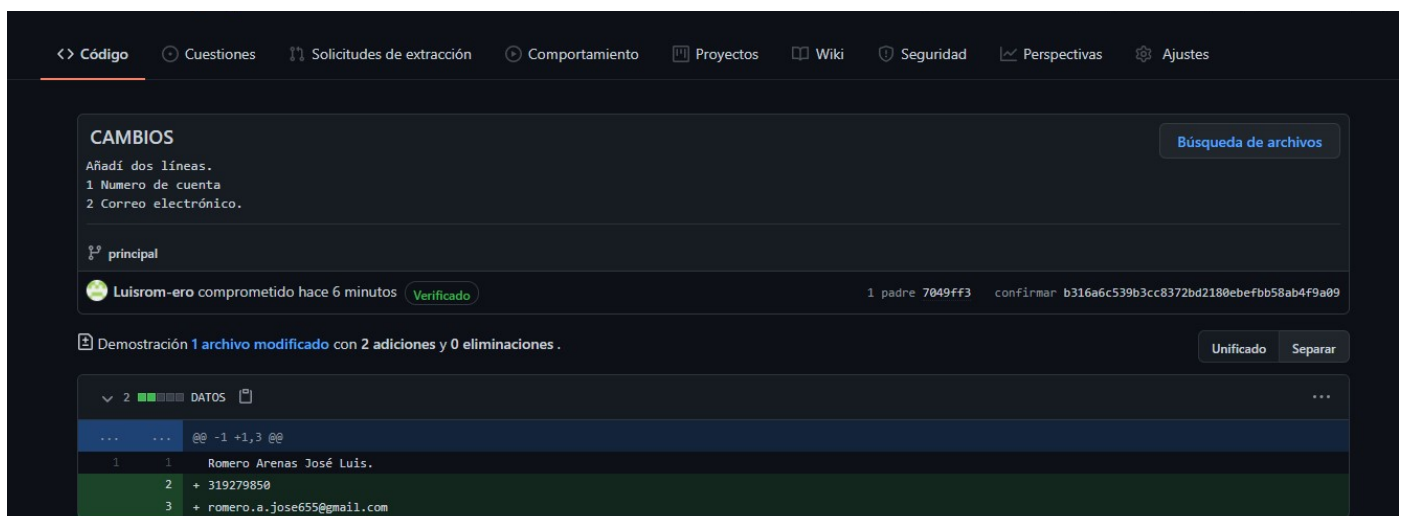 <> Código Cuestiones Solicitudes de extracción Comportamiento Proyectos Wiki Seguridad Perspectivas Ajustes
CAMBIOS
Búsqueda de archivos
Añadí dos líneas.
1 Numero de cuenta
2 Correo electrónico.
principal
Luisrom-ero comprometido hace 6 minutos Verificado 1 padre 7049ff3 confirmar b316a6c539b3cc8372bd2180ebefbb58ab4f9a09
Demostración 1 archivo modificado con 2 adiciones y 0 eliminaciones .
Unificado Separar
2 DATOS ...
... ... @@ -1 +1,3 @@
1 1 Romero Arenas José Luis.
2 + 319279850
3 + romero.a.jose655@gmail.com